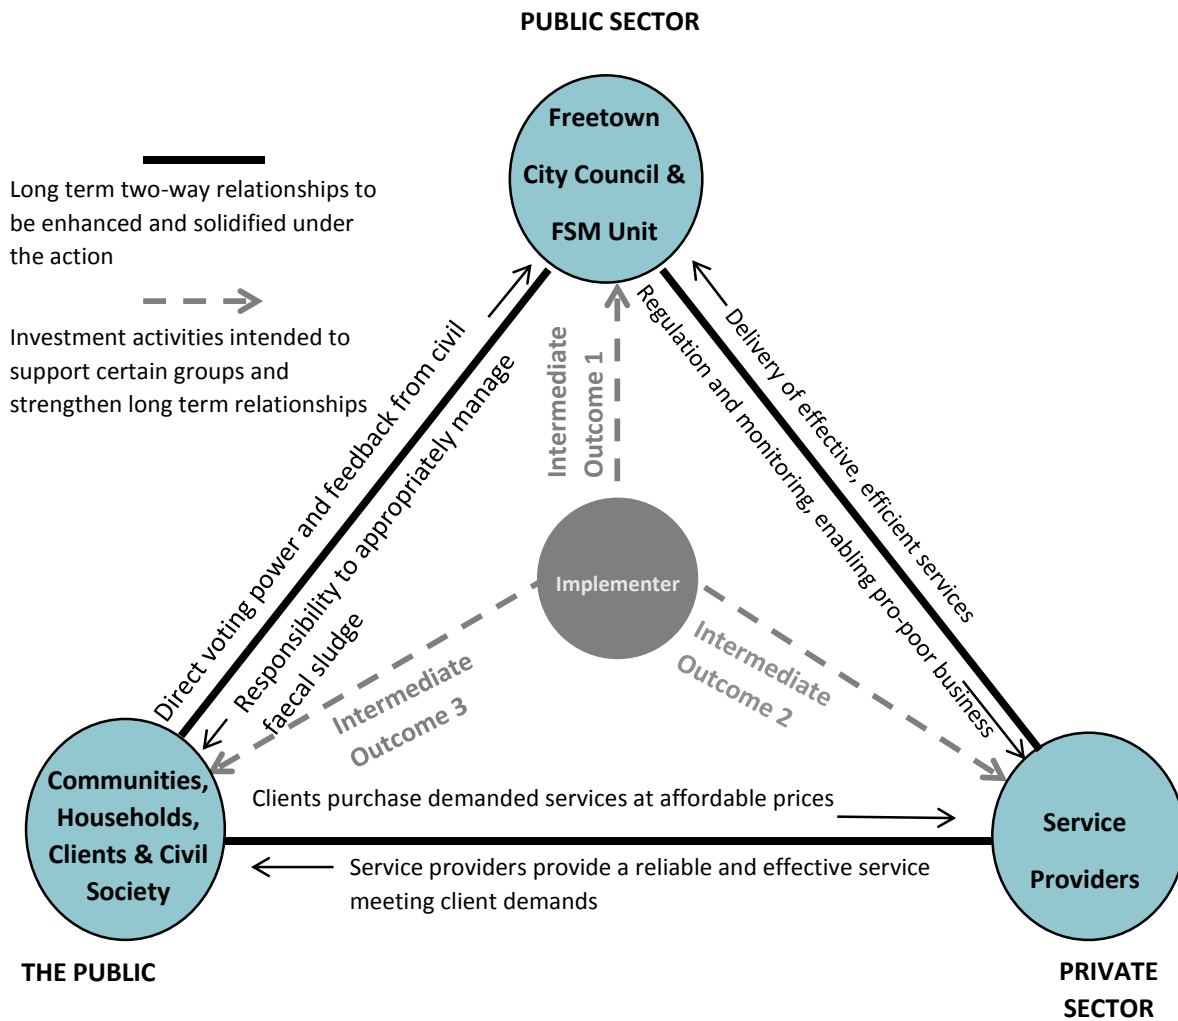 PUBLIC SECTOR
Freetown
City Council &
FSM Unit
Long term two-way relationships to
be enhanced and solidified under
the action
Investment activities intended to
support certain groups and
strengthen long term relationships
Direct voting power and feedback from civil
Responsibility to appropriately manage
faecal sludge
Intermediate
Outcome 1
Regulation and monitoring, enabling pro-poor business
Delivery of effective, efficient services
Implementer
Intermediate
Outcome 3
Intermediate
Outcome 2
Communities,
Households,
Clients & Civil
Society
Clients purchase demanded services at affordable prices
Service providers provide a reliable and effective service
meeting client demands
Service
Providers
THE PUBLIC
PRIVATE
SECTOR